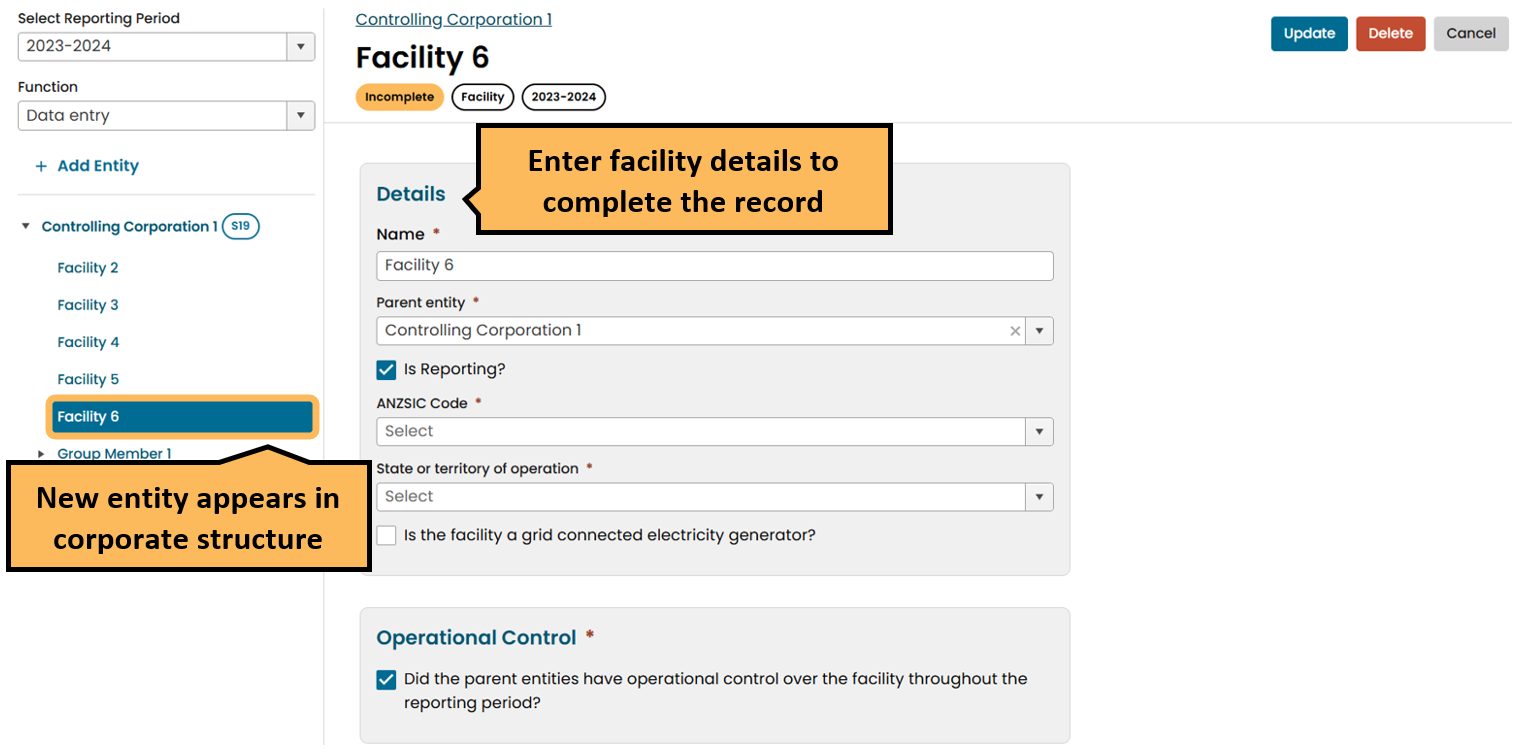 Select Reporting Period
2023-2024
Function
Data entry
+ Add Entity
Controlling Corporation 1 S19
Facility 2
Facility 3
Facility 4
Facility 5
Facility 6
Group Member 1
New entity appears in
corporate structure
Controlling Corporation 1
Facility 6
Incomplete Facility 2023-2024
Update Delete Cancel
Enter facility details to
complete the record
Details
Name *
Facility 6
Parent entity *
Controlling Corporation 1
Is Reporting?
ANZSIC Code *
Select
State or territory of operation *
Select
Is the facility a grid connected electricity generator?
Operational Control *
Did the parent entities have operational control over the facility throughout the
reporting period?